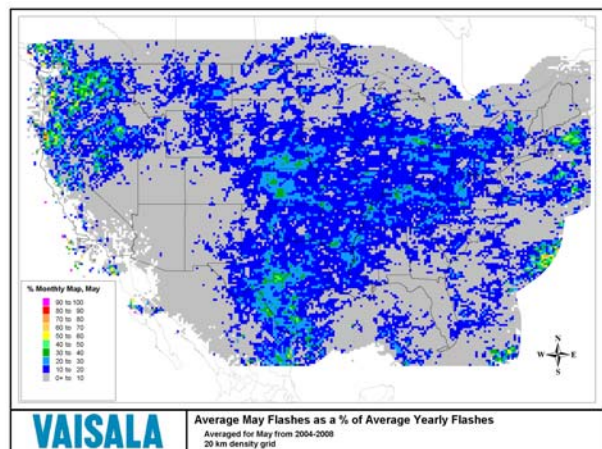 % Monthly Map, May
90 to 100
80 to 90
70 to 80
60 to 70
50 to 60
40 to 50
30 to 40
20 to 30
10 to 20
0+ to 10
N
W E
S
VAISALA
Average May Flashes as a % of Average Yearly Flashes
Averaged for May from 2004-2008
20 km density grid